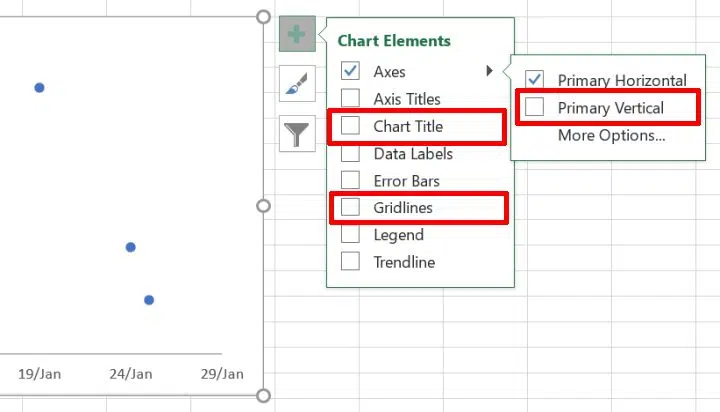 Chart Elements
Axes
Axis Titles
Chart Title
Data Labels
Error Bars
Gridlines
Legend
Trendline
Primary Horizontal
Primary Vertical
More Options...
19/Jan 24/Jan 29/Jan